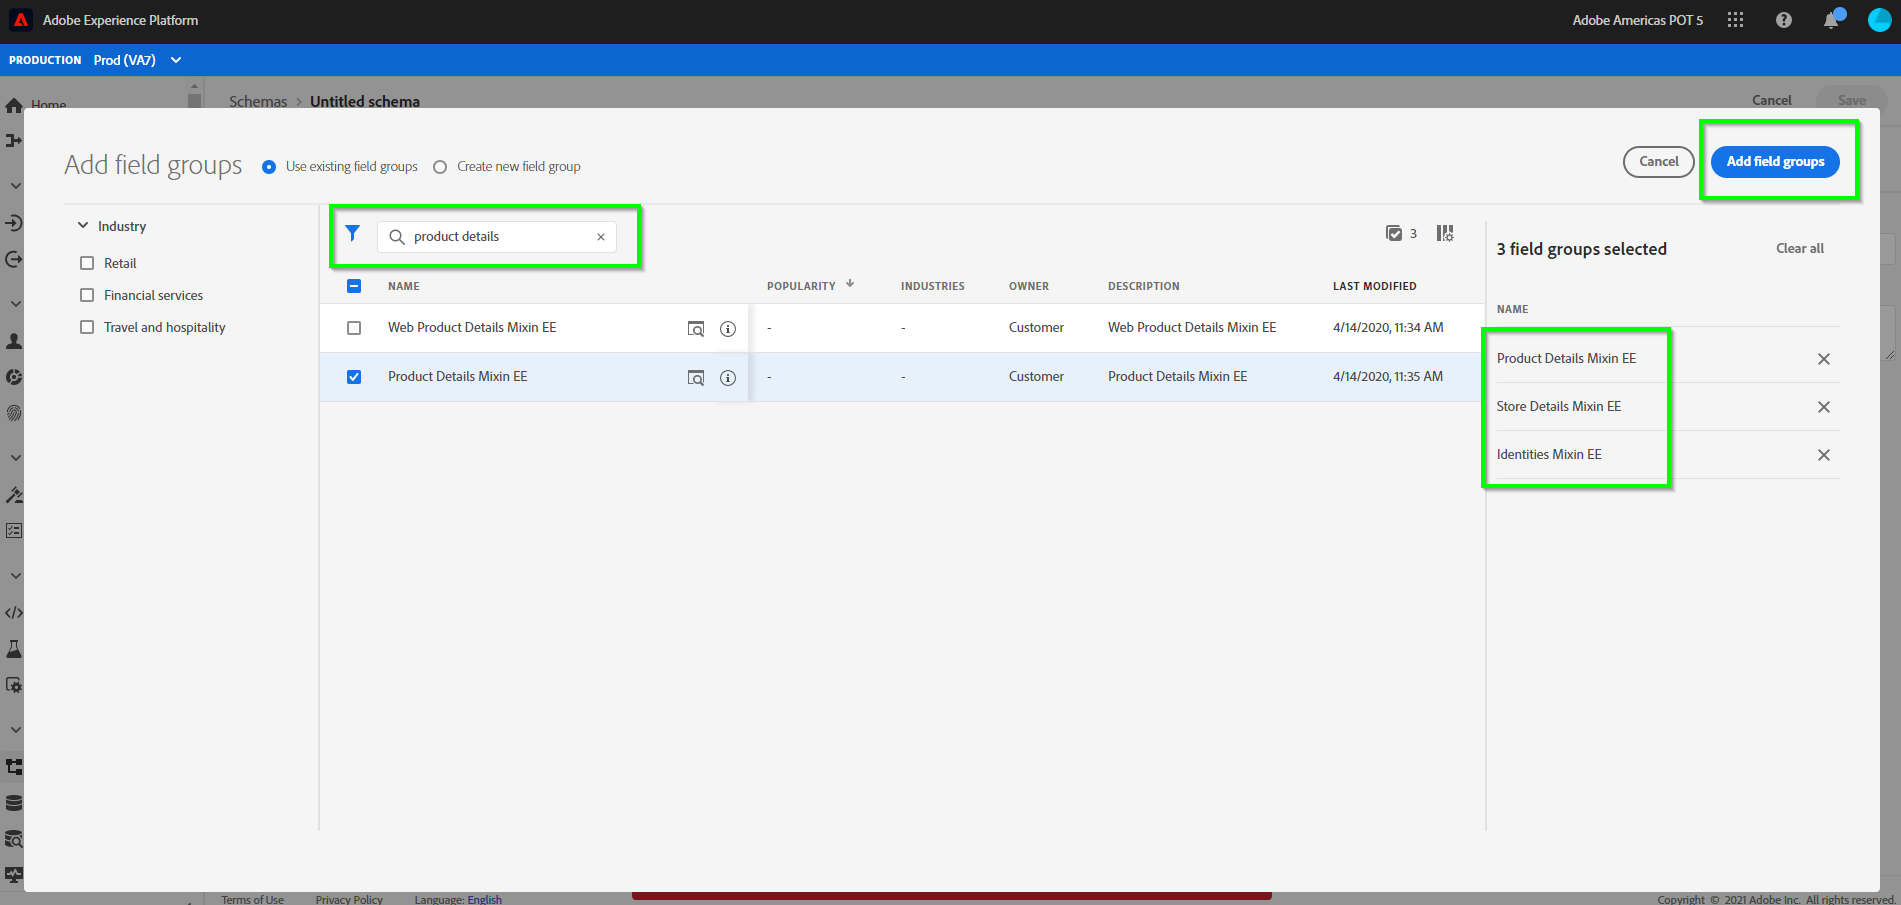 Adobe Experience Platform
Adobe Americas POT 5
PRODUCTION Prod (VA7)
Home
Schemas › Untitled schema
Cancel
Save
Add field groups
Use existing field groups
Create new field group
Cancel
Add field groups
Industry
Retail
Financial services
Travel and hospitality
product details
3
NAME POPULARITY INDUSTRIES OWNER DESCRIPTION LAST MODIFIED
Web Product Details Mixin EE - - Customer Web Product Details Mixin EE 4/14/2020, 11:34 AM
Product Details Mixin EE - - Customer Product Details Mixin EE 4/14/2020, 11:35 AM
3 field groups selected
Clear all
NAME
Product Details Mixin EE
Store Details Mixin EE
Identities Mixin EE
Terms of Use Privacy Policy Language: English
Copyright © 2021 Adobe Inc. All rights reserved.